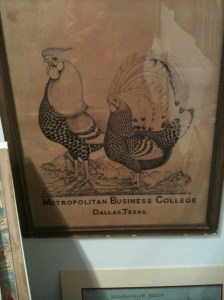 Metropolitan Business College
Dallas, Texas.